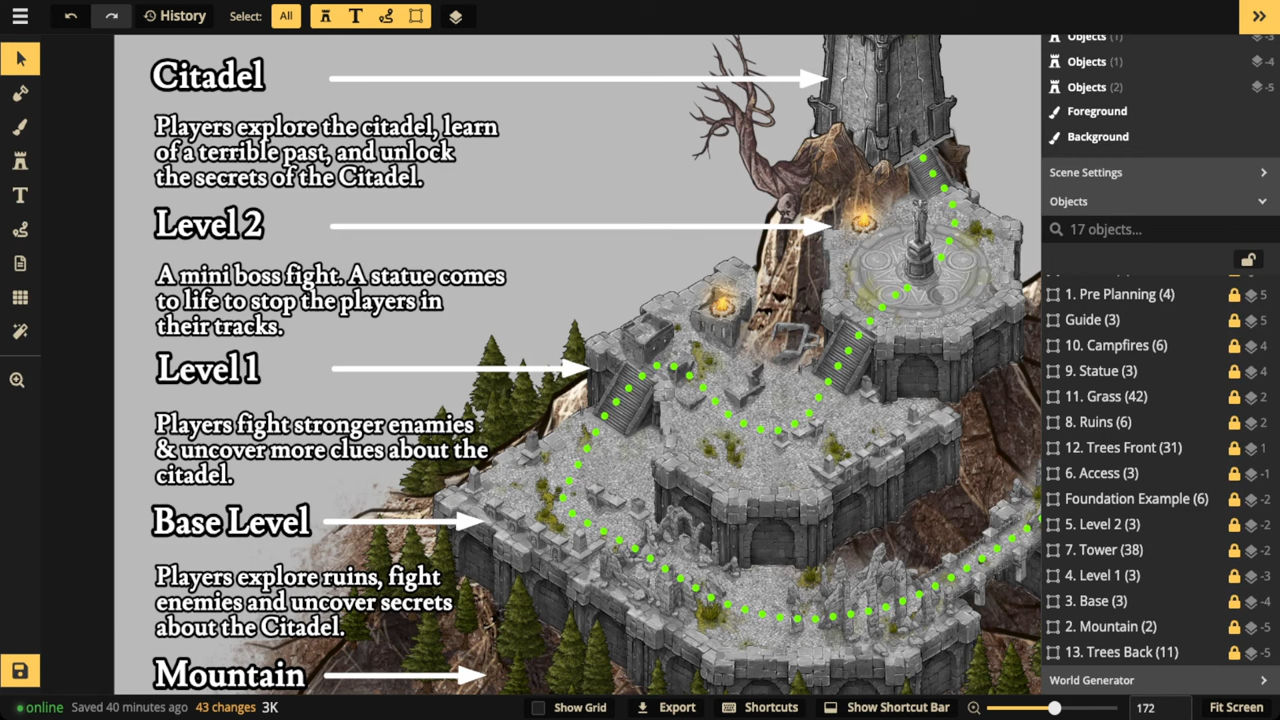 History
Select:
All
T
Citadel
Players explore the citadel, learn
of a terrible past, and unlock
the secrets of the Citadel.
Level 2
A mini boss fight. A statue comes
to life to stop the players in
their tracks.
Level 1
Players fight stronger enemies
& uncover more clues about the
citadel.
Base Level
Players explore ruins, fight
enemies and uncover secrets
about the Citadel.
Mountain
T
Objects (1) -3
Objects (1) -4
Objects (2) -5
Foreground
Background
Scene Settings
Objects
17 objects...
1. Pre Planning (4) 5
Guide (3) 5
10. Campfires (6) 4
9. Statue (3) 4
11. Grass (42) 2
8. Ruins (6) 2
12. Trees Front (31) 1
6. Access (3) -1
Foundation Example (6) -2
5. Level 2 (3) -2
7. Tower (38) -2
4. Level 1 (3) -3
3. Base (3) -4
2. Mountain (2) -5
13. Trees Back (11) -5
World Generator
online Saved 40 minutes ago 43 changes 3K
Show Grid
Export
Shortcuts
Show Shortcut Bar
172
Fit Screen